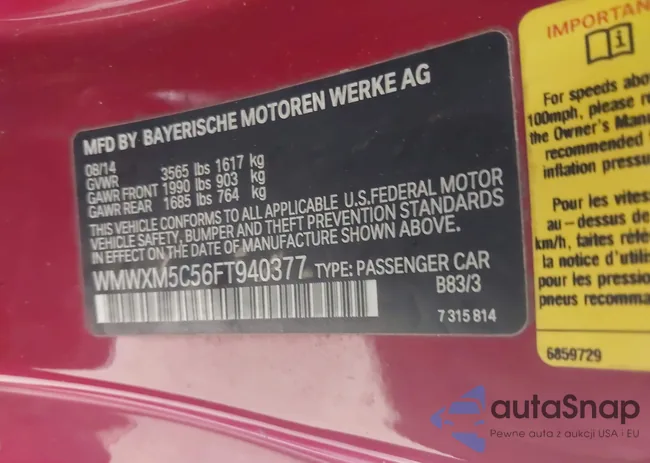 MFD BY BAYERISCHE MOTOREN WERKE AG
08/14
GVWR 3565 lbs 1617 kg
GAWR FRONT 1990 lbs 903 kg
GAWR REAR 1685 lbs 764 kg
THIS VEHICLE CONFORMS TO ALL APPLICABLE U.S.FEDERAL MOTOR
VEHICLE SAFETY, BUMPER AND THEFT PREVENTION STANDARDS
IN EFFECT ON THE DATE OF MANUFACTURE SHOWN ABOVE.
WMWXM5C56FT940377 TYPE: PASSENGER CAR
B83/3
7 315 814
IMPORTAN
i
For speeds abo
100mph, please re
the Owner's Manu
recommended
inflation pressu
Pour les vites
au - dessus de
km/h, faites réfé
la notice d'
pour les pression
pneus recomma
6859729
autaSnap
Pewne auta z aukcji USA i EU